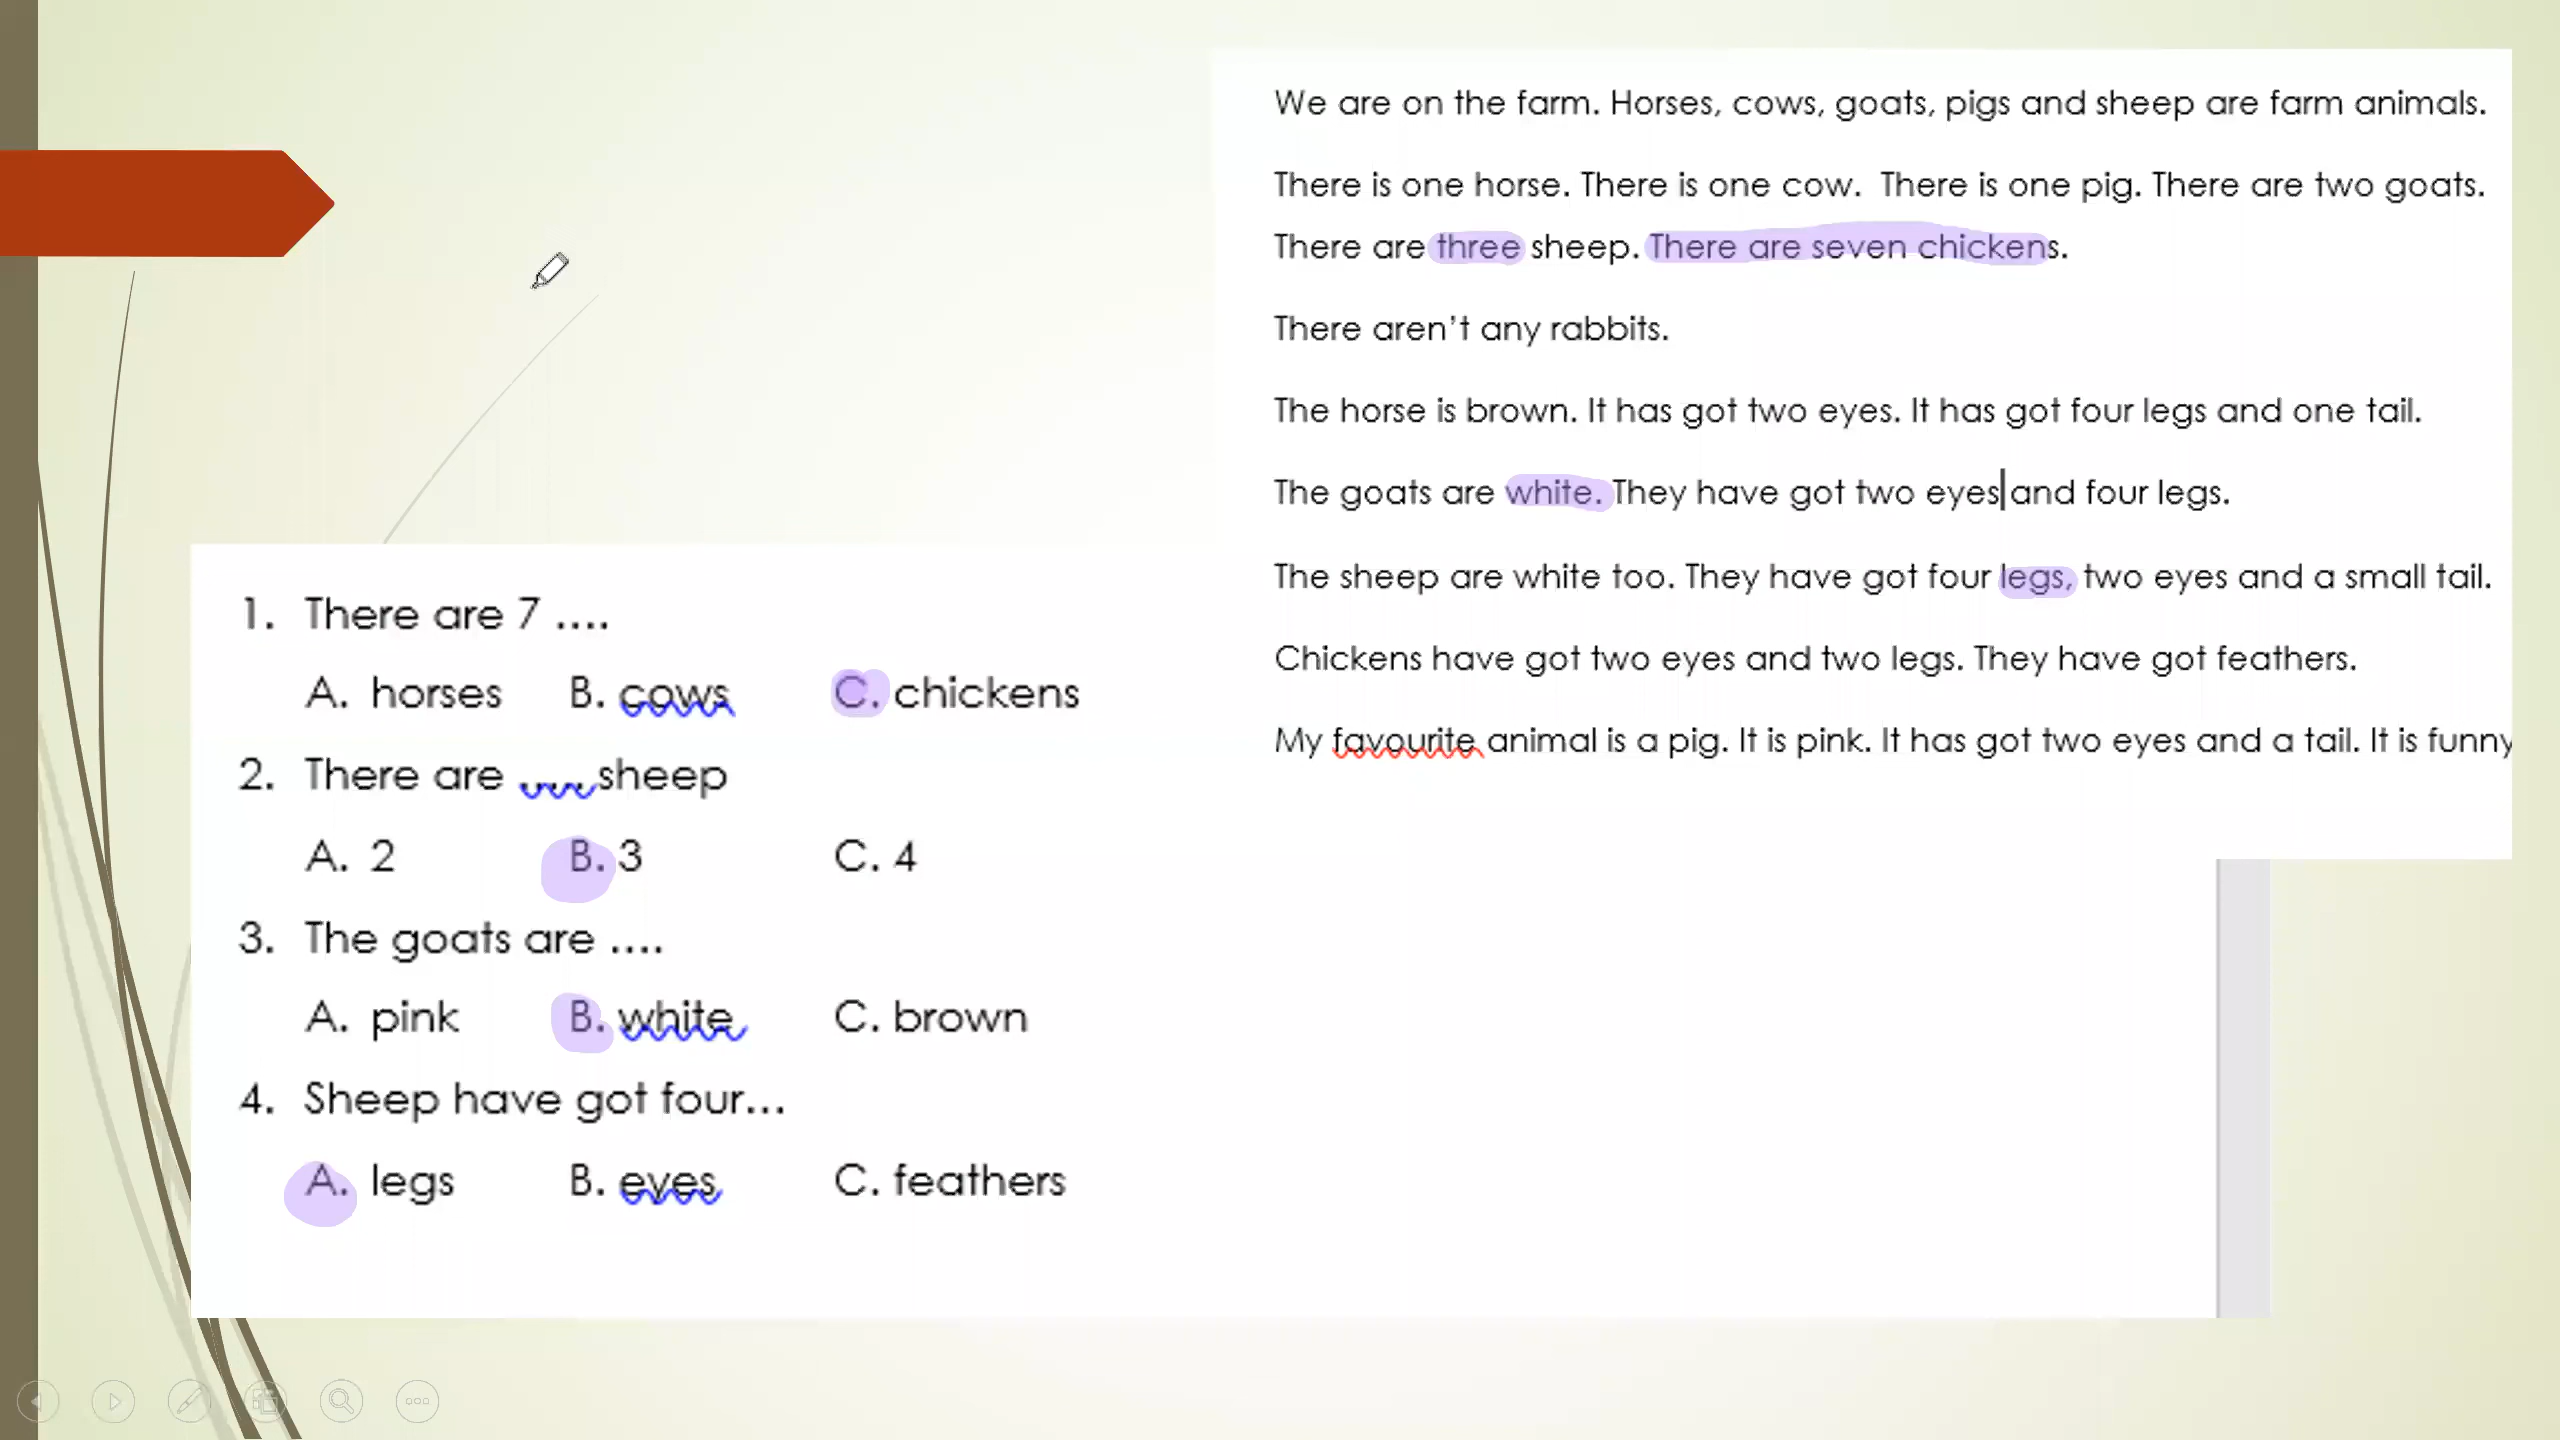 We are on the farm. Horses, cows, goats, pigs and sheep are farm animals.
There is one horse. There is one cow.  There is one pig. There are two goats.
There are three sheep. There are seven chickens.
There aren't any rabbits.
The horse is brown. It has got two eyes. It has got four legs and one tail.
The goats are white. They have got two eyes and four legs.
The sheep are white too. They have got four legs, two eyes and a small tail.
Chickens have got two eyes and two legs. They have got feathers.
My favourite animal is a pig. It is pink. It has got two eyes and a tail. It is funny
1. There are 7 ....
A. horses B. cows C. chickens
2. There are .... sheep
A. 2 B. 3 C. 4
3. The goats are ....
A. pink B. white C. brown
4. Sheep have got four...
A. legs B. eyes C. feathers